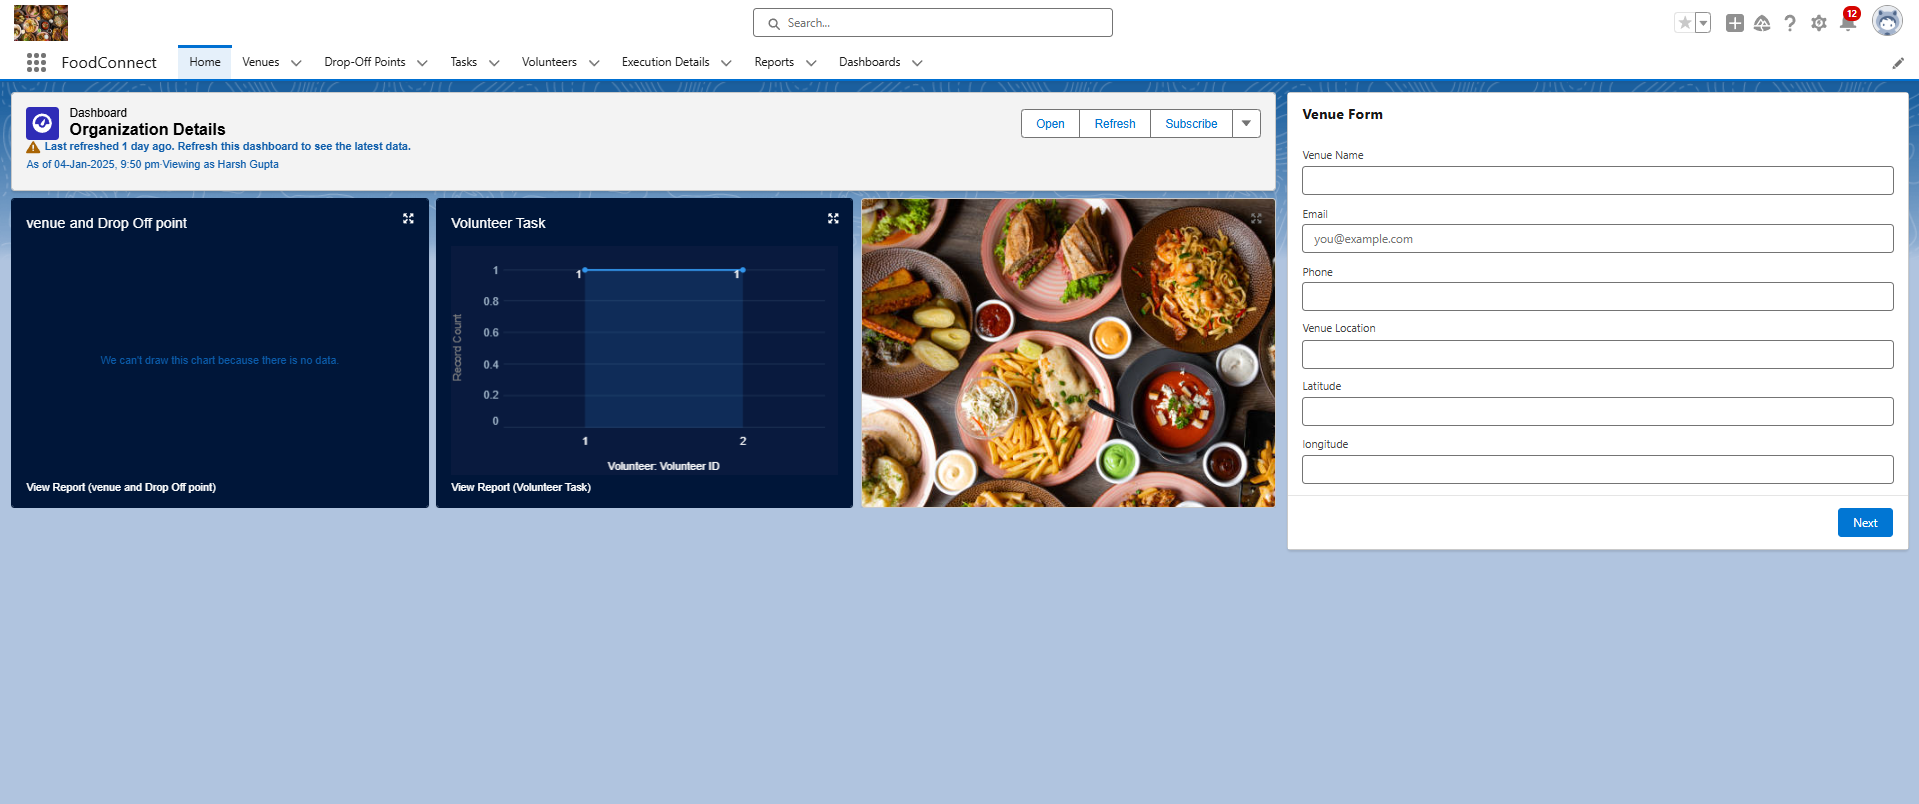 Search...
12
FoodConnect
Home
Venues
Drop-Off Points
Tasks
Volunteers
Execution Details
Reports
Dashboards
Dashboard
Organization Details
Last refreshed 1 day ago. Refresh this dashboard to see the latest data.
As of 04-Jan-2025, 9:50 pm·Viewing as Harsh Gupta
Open
Refresh
Subscribe
venue and Drop Off point
We can't draw this chart because there is no data.
View Report (venue and Drop Off point)
Volunteer Task
Record Count
1
0.8
0.6
0.4
0.2
0
1
1
1
2
Volunteer: Volunteer ID
View Report (Volunteer Task)
Venue Form
Venue Name
Email
you@example.com
Phone
Venue Location
Latitude
longitude
Next